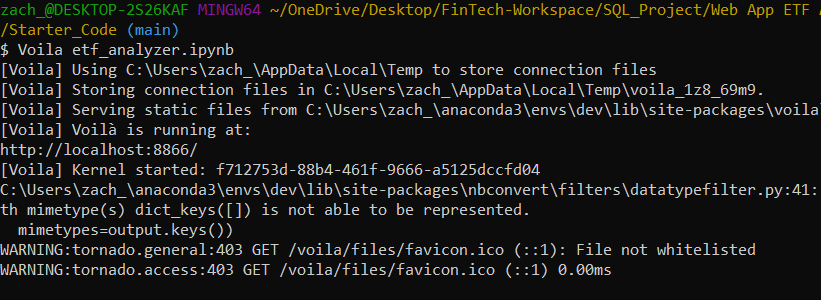 zach_@DESKTOP-2S26KAF MINGW64 ~/OneDrive/Desktop/FinTech-Workspace/SQL_Project/Web App ETF A
/Starter_Code (main)
$ Voila etf_analyzer.ipynb
[Voila] Using C:\Users\zach_\AppData\Local\Temp to store connection files
[Voila] Storing connection files in C:\Users\zach_\AppData\Local\Temp\voila_1z8_69m9.
[Voila] Serving static files from C:\Users\zach_\anaconda3\envs\dev\lib\site-packages\voila
[Voila] Voilà is running at:
http://localhost:8866/
[Voila] Kernel started: f712753d-88b4-461f-9666-a5125dccfd04
C:\Users\zach_\anaconda3\envs\dev\lib\site-packages\nbconvert\filters\datatypefilter.py:41:
th mimetype(s) dict_keys([]) is not able to be represented.
  mimetypes=output.keys())
WARNING:tornado.general:403 GET /voila/files/favicon.ico (::1): File not whitelisted
WARNING:tornado.access:403 GET /voila/files/favicon.ico (::1) 0.00ms